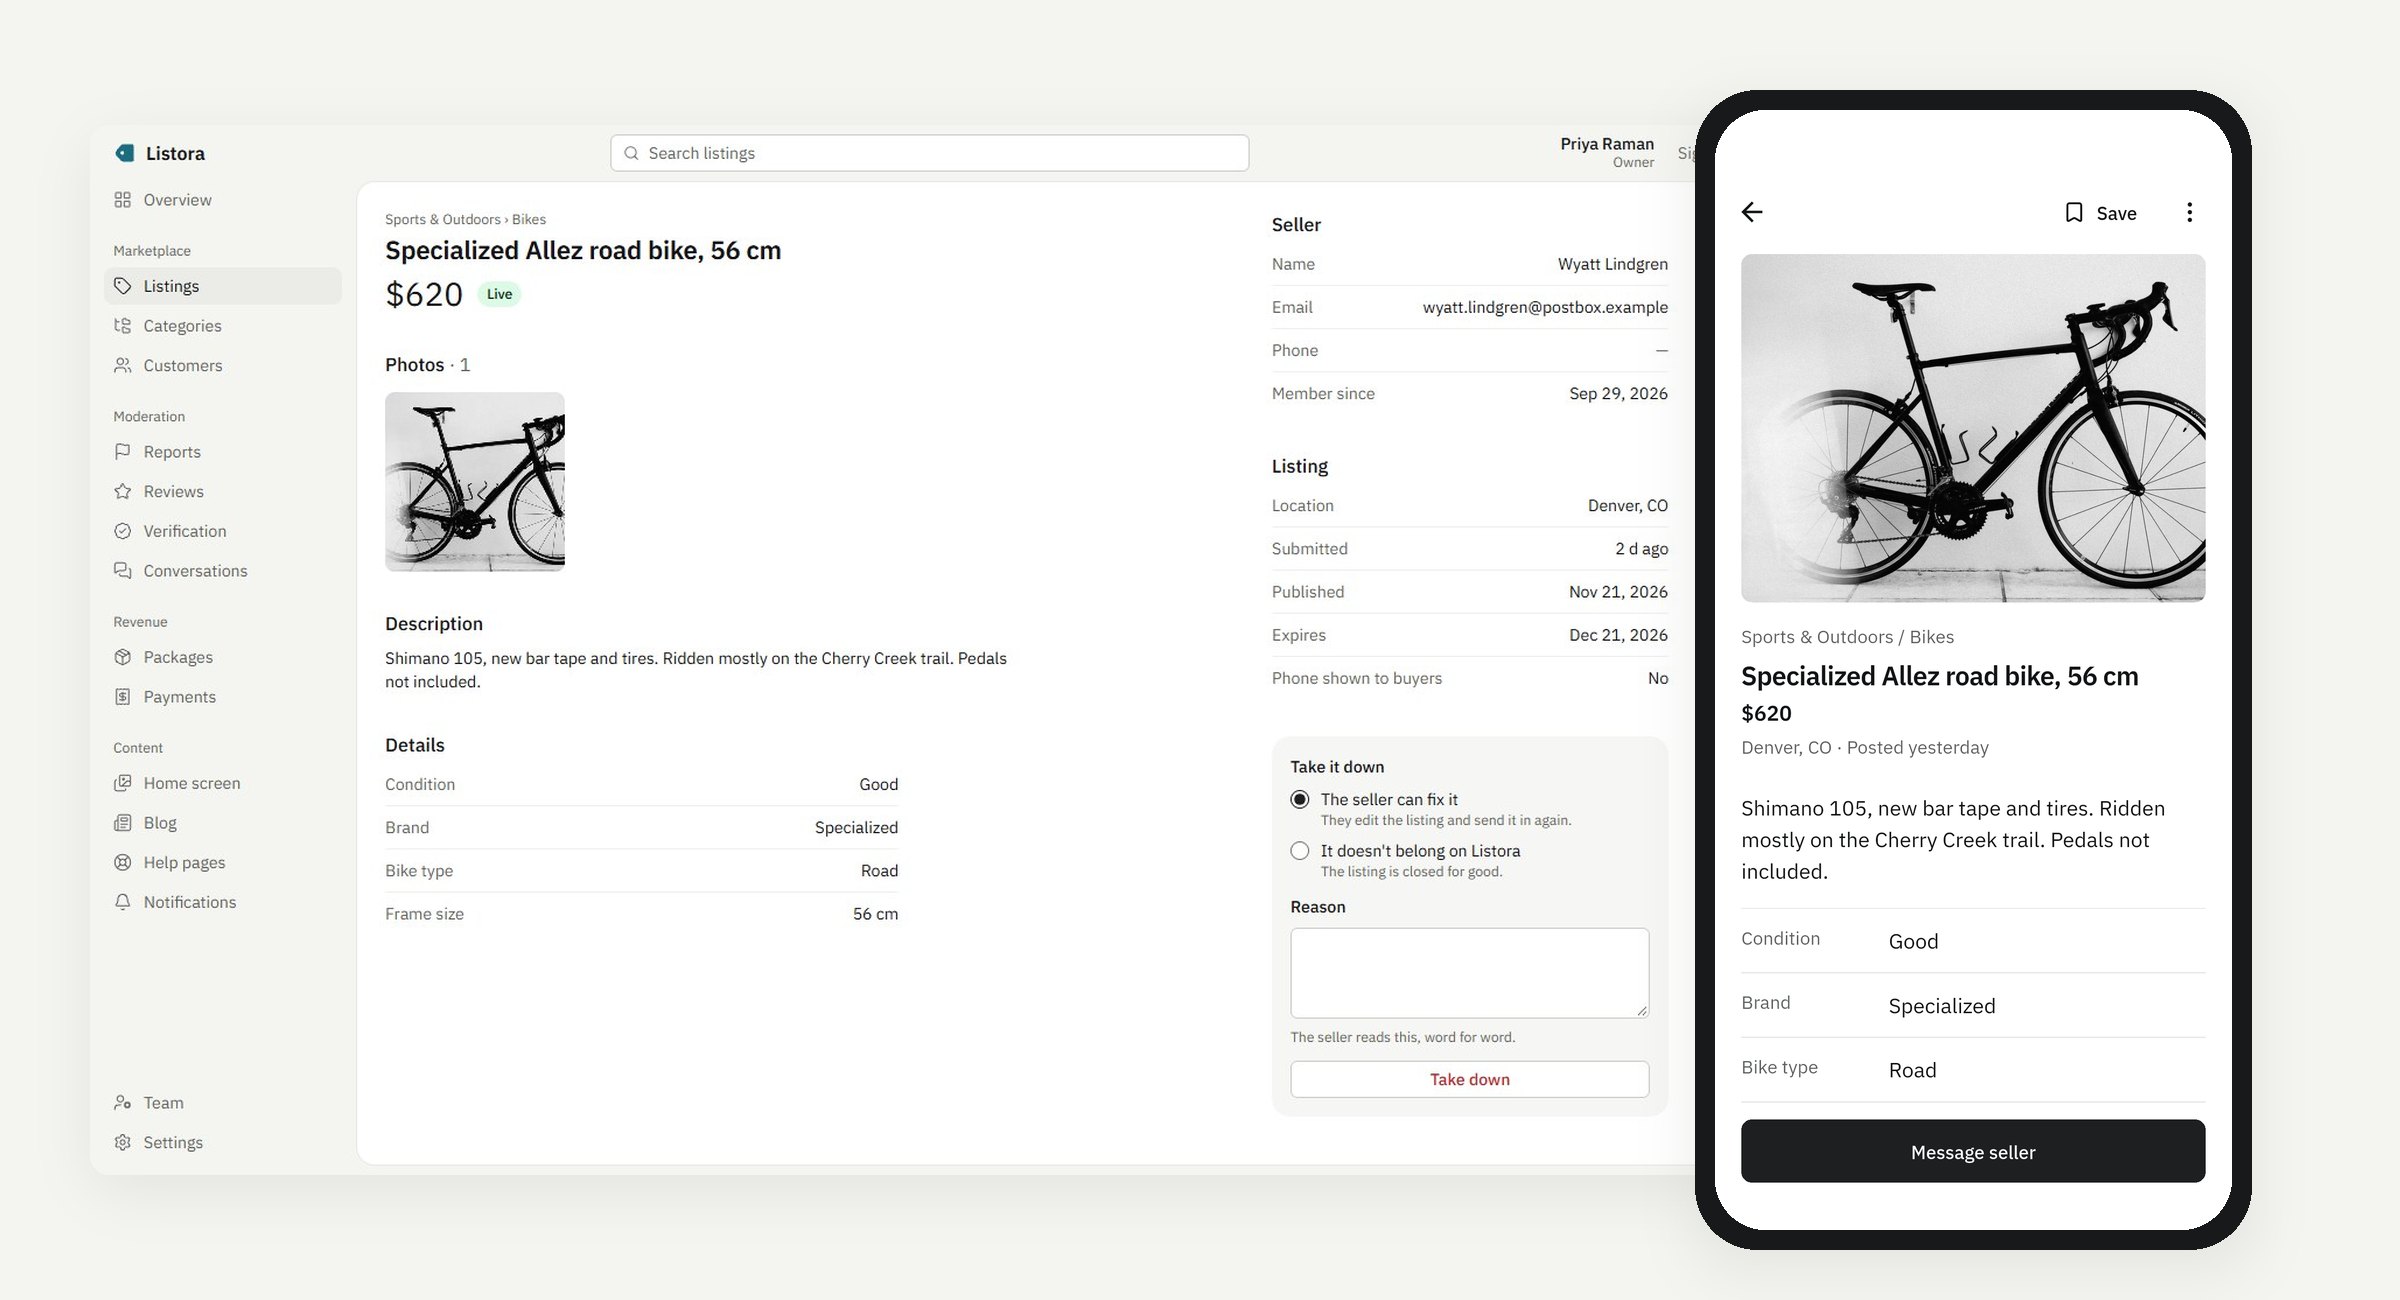 Listora
Search listings
Priya Raman
Owner
Overview
Marketplace
Listings
Categories
Customers
Moderation
Reports
Reviews
Verification
Conversations
Revenue
Packages
Payments
Content
Home screen
Blog
Help pages
Notifications
Team
Settings
Sports & Outdoors › Bikes
Specialized Allez road bike, 56 cm
$620
Live
Photos · 1
Description
Shimano 105, new bar tape and tires. Ridden mostly on the Cherry Creek trail. Pedals
not included.
Details
Condition Good
Brand Specialized
Bike type Road
Frame size 56 cm
Seller
Name Wyatt Lindgren
Email wyatt.lindgren@postbox.example
Phone —
Member since Sep 29, 2026
Listing
Location Denver, CO
Submitted 2 d ago
Published Nov 21, 2026
Expires Dec 21, 2026
Phone shown to buyers No
Take it down
The seller can fix it
They edit the listing and send it in again.
It doesn't belong on Listora
The listing is closed for good.
Reason
The seller reads this, word for word.
Take down
Save
Sports & Outdoors / Bikes
Specialized Allez road bike, 56 cm
$620
Denver, CO · Posted yesterday
Shimano 105, new bar tape and tires. Ridden
mostly on the Cherry Creek trail. Pedals not
included.
Condition Good
Brand Specialized
Bike type Road
Message seller